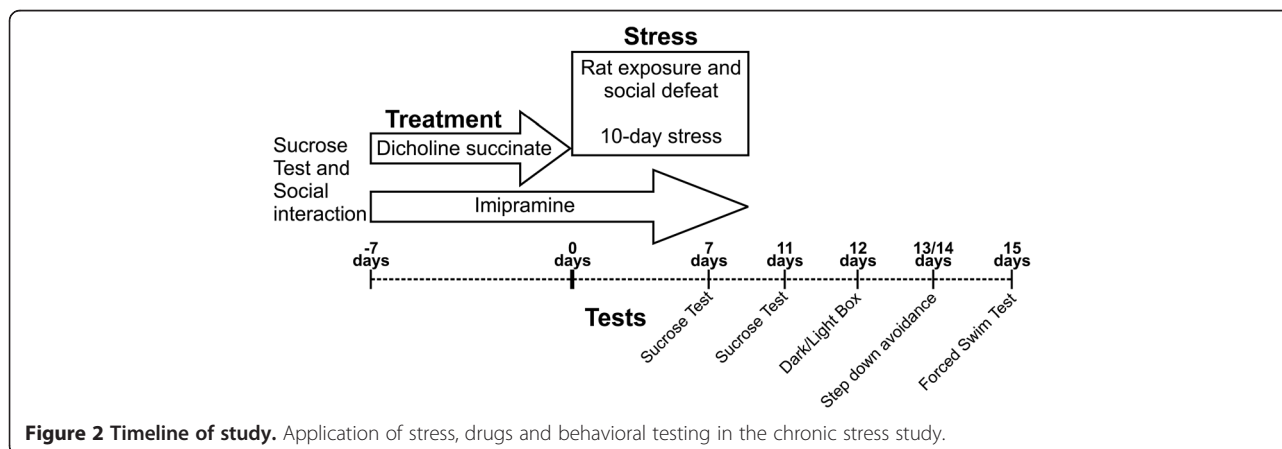 Stress
Rat exposure and
social defeat
10-day stress
Treatment
Dicholine succinate
Sucrose
Test and
Social
interaction
Imipramine
-7
days
0
days
7
days
11
days
12
days
13/14
days
15
days
Tests
Sucrose Test
Sucrose Test
Dark/Light Box
Step down avoidance
Forced Swim Test
Figure 2 Timeline of study. Application of stress, drugs and behavioral testing in the chronic stress study.